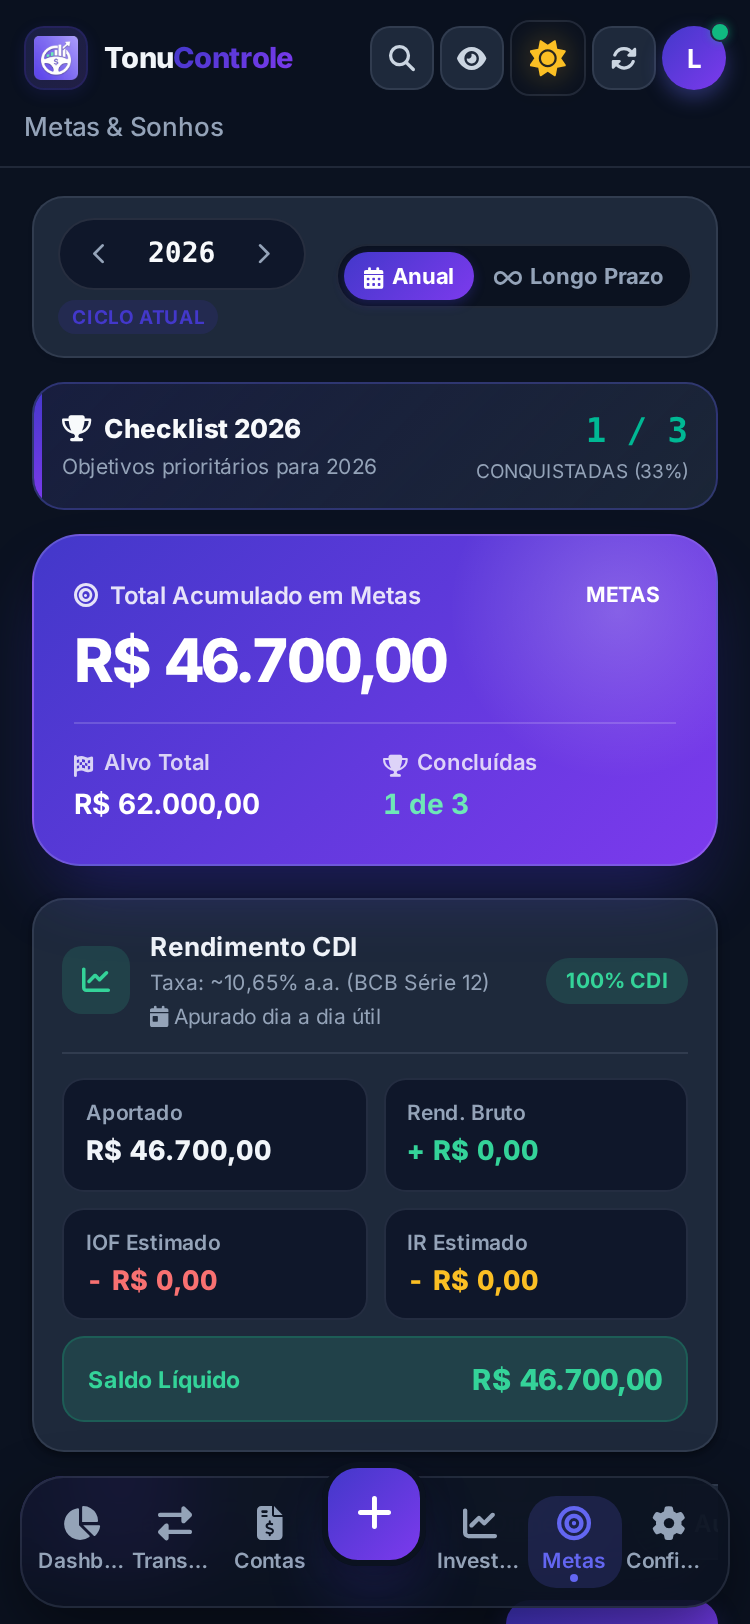 TonuControle
L
Metas & Sonhos
2026
Anual
Longo Prazo
CICLO ATUAL
Checklist 2026
1 / 3
Objetivos prioritários para 2026
CONQUISTADAS (33%)
Total Acumulado em Metas
METAS
R$ 46.700,00
Alvo Total
Concluídas
R$ 62.000,00
1 de 3
Rendimento CDI
Taxa: ~10,65% a.a. (BCB Série 12)
100% CDI
Apurado dia a dia útil
Aportado
Rend. Bruto
R$ 46.700,00
+ R$ 0,00
IOF Estimado
IR Estimado
- R$ 0,00
- R$ 0,00
Saldo Líquido
R$ 46.700,00
Dashb...
Trans...
Contas
+
Invest...
Metas
Confi...